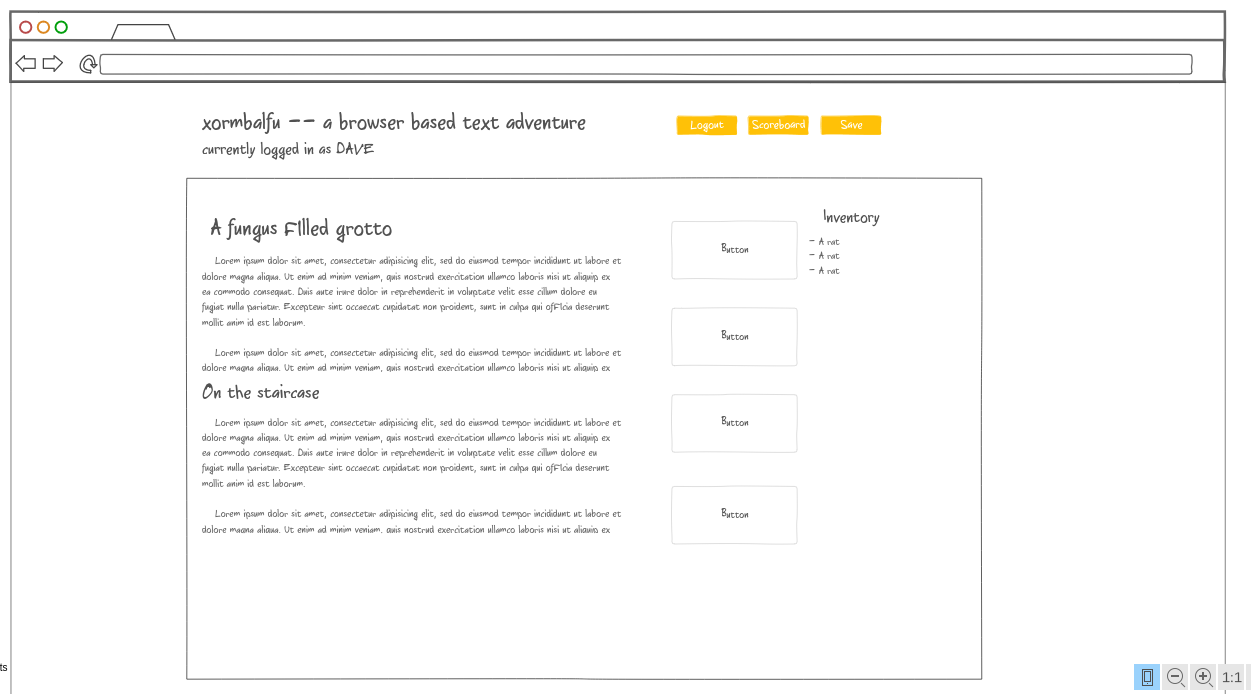 xormbalfu -- a browser based text adventure
currently logged in as DAVE
Logout
Scoreboard
Save
A fungus FIlled grotto
Lorem ipsum dolor sit amet, consectetur adipisicing elit, sed do eiusmod tempor incididunt ut labore et
dolore magna aliqua. Ut enim ad minim veniam, quis nostrud exercitation ullamco laboris nisi ut aliquip ex
ea commodo consequat. Duis aute irure dolor in reprehenderit in voluptate velit esse cillum dolore eu
fugiat nulla pariatur. Excepteur sint occaecat cupidatat non proident, sunt in culpa qui ofFIcia deserunt
mollit anim id est laborum.
Lorem ipsum dolor sit amet, consectetur adipisicing elit, sed do eiusmod tempor incididunt ut labore et
dolore magna aliqua. Ut enim ad minim veniam, quis nostrud exercitation ullamco laboris nisi ut aliquip ex
On the staircase
Lorem ipsum dolor sit amet, consectetur adipisicing elit, sed do eiusmod tempor incididunt ut labore et
dolore magna aliqua. Ut enim ad minim veniam, quis nostrud exercitation ullamco laboris nisi ut aliquip ex
ea commodo consequat. Duis aute irure dolor in reprehenderit in voluptate velit esse cillum dolore eu
fugiat nulla pariatur. Excepteur sint occaecat cupidatat non proident, sunt in culpa qui ofFIcia deserunt
mollit anim id est laborum.
Lorem ipsum dolor sit amet, consectetur adipisicing elit, sed do eiusmod tempor incididunt ut labore et
dolore magna aliqua. Ut enim ad minim veniam, quis nostrud exercitation ullamco laboris nisi ut aliquip ex
Button
Button
Button
Button
Inventory
- A rat
- A rat
- A rat
ts
1:1